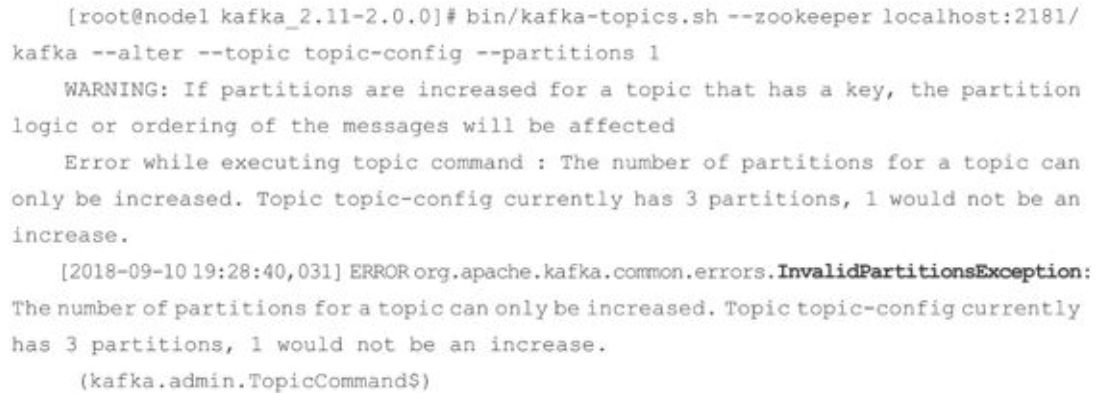 [root@node1 kafka_2.11-2.0.0]# bin/kafka-topics.sh --zookeeper localhost:2181/
kafka --alter --topic topic-config --partitions 1
WARNING: If partitions are increased for a topic that has a key, the partition
logic or ordering of the messages will be affected
Error while executing topic command : The number of partitions for a topic can
only be increased. Topic topic-config currently has 3 partitions, 1 would not be an
increase.
[2018-09-10 19:28:40,031] ERROR org.apache.kafka.common.errors.InvalidPartitionsException:
The number of partitions for a topic can only be increased. Topic topic-config currently
has 3 partitions, 1 would not be an increase.
(kafka.admin.TopicCommand$)